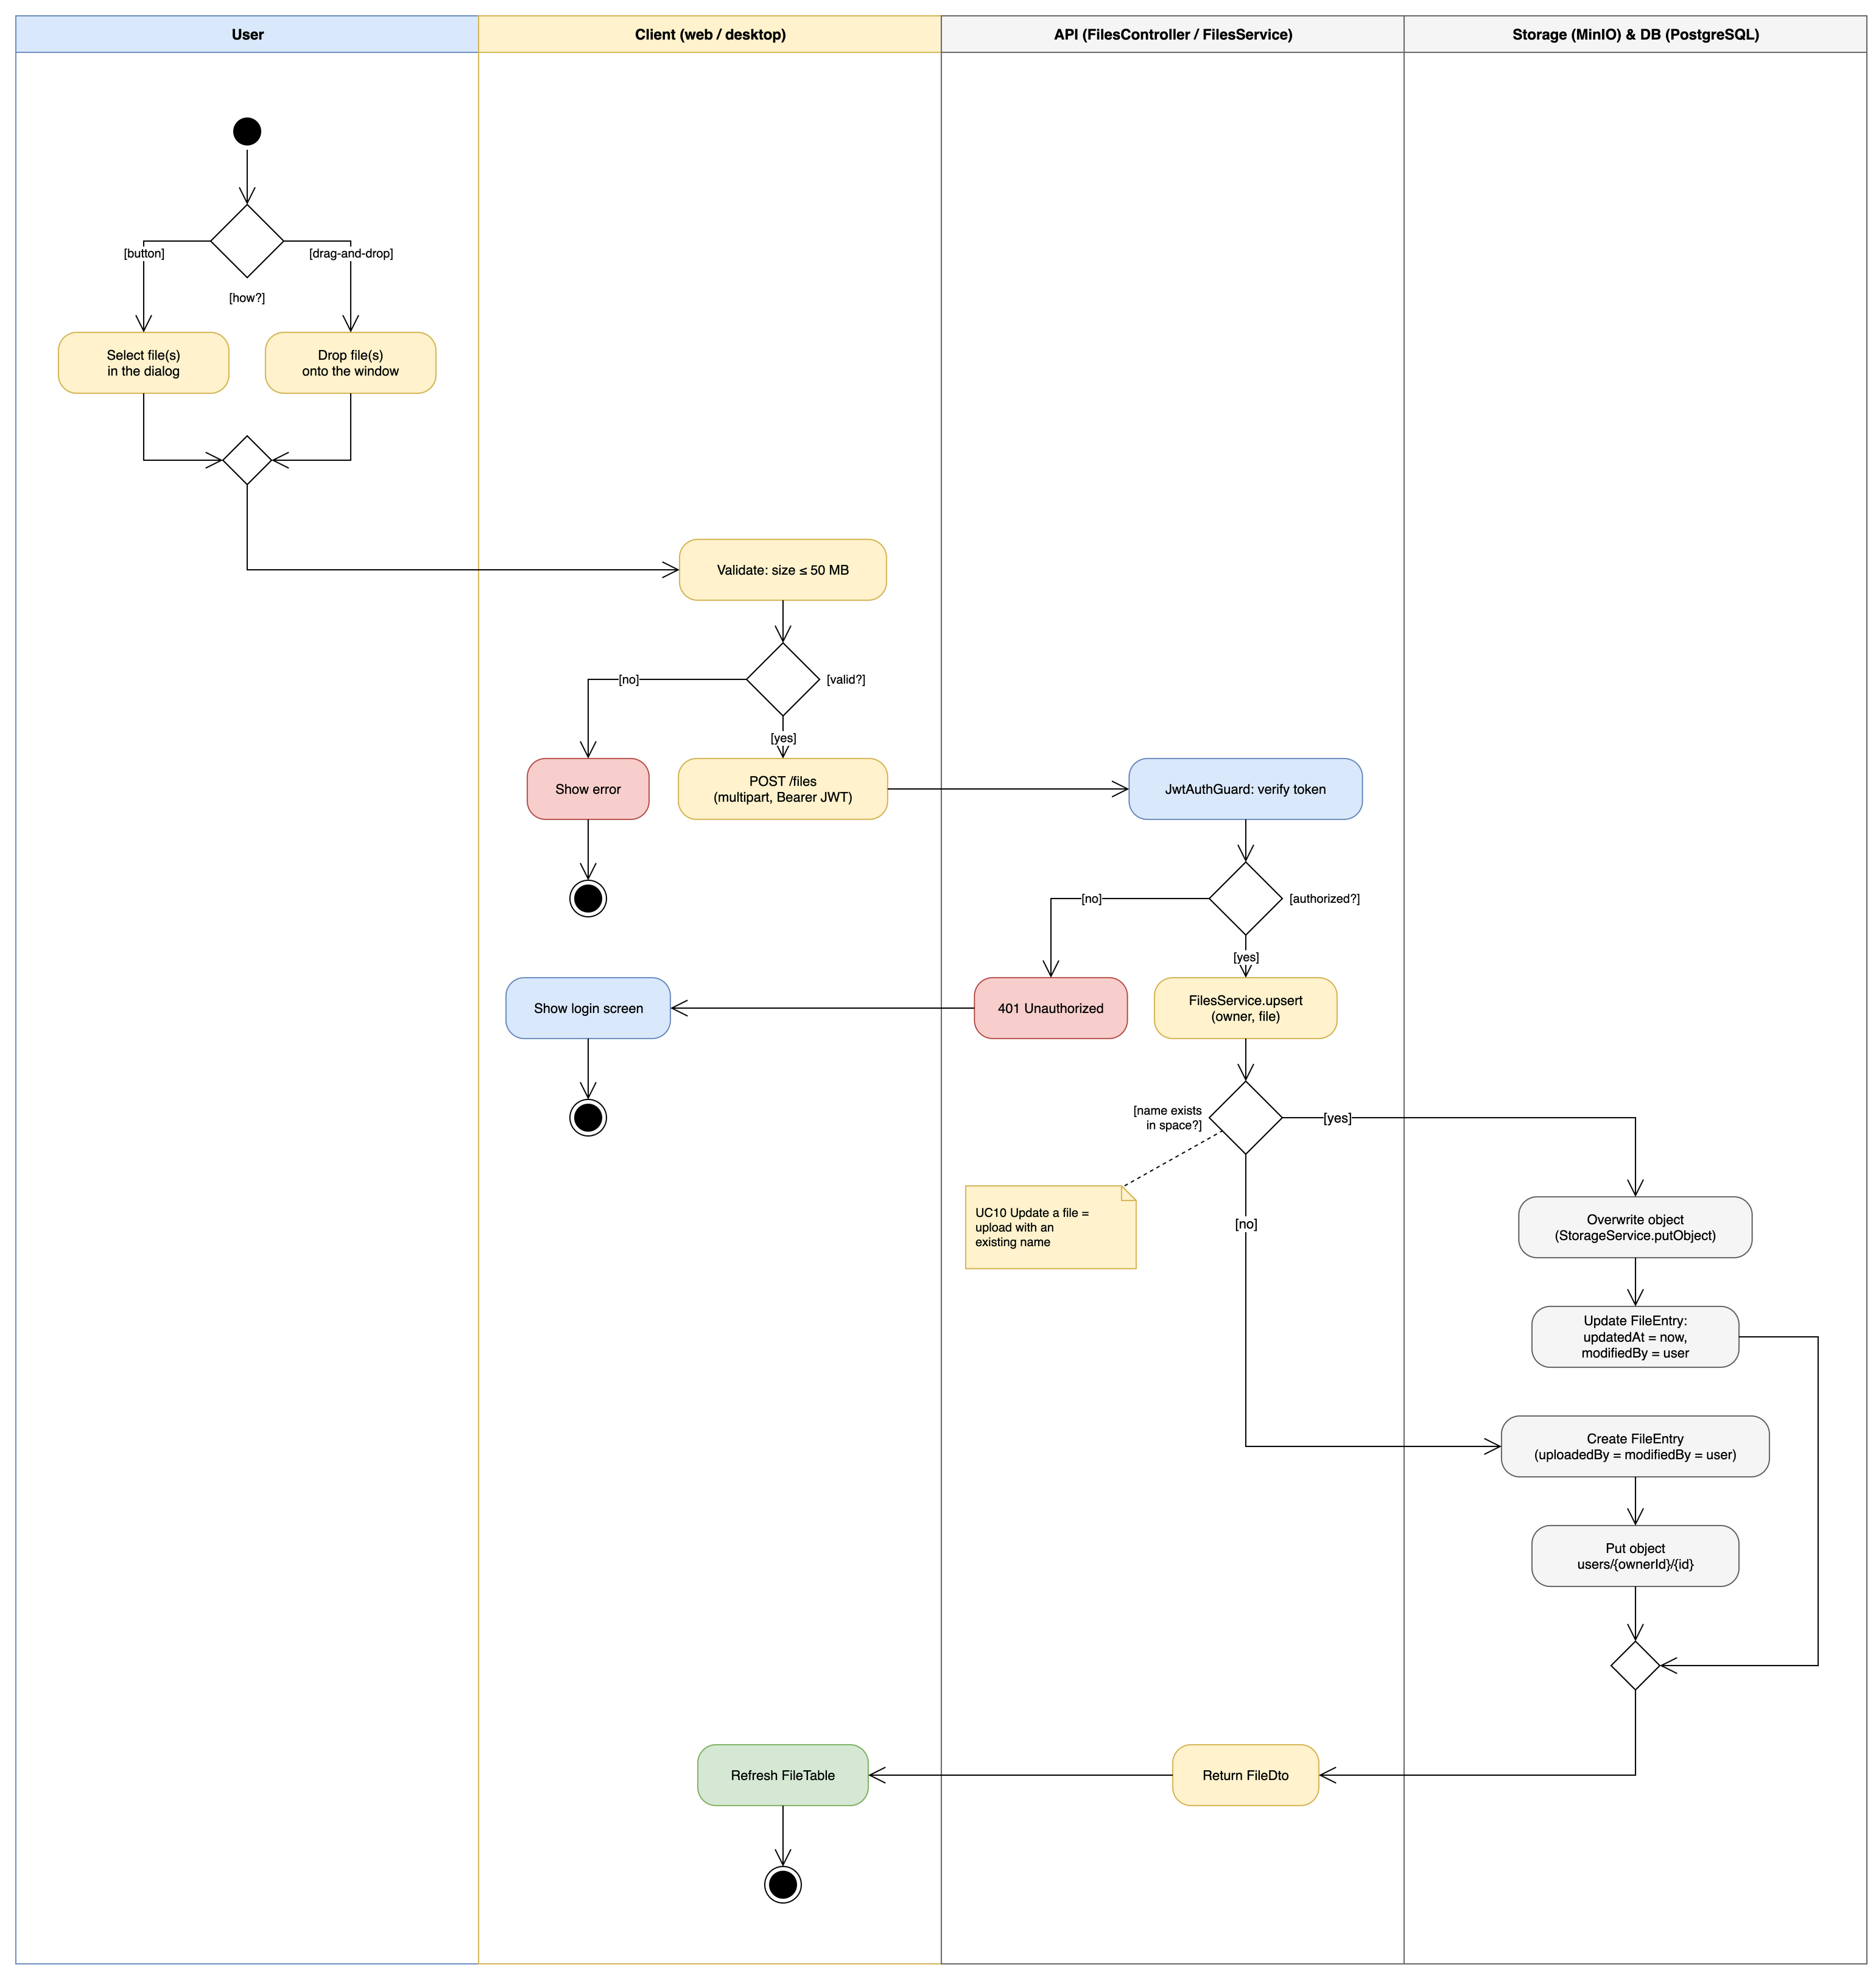 User
Client (web / desktop)
API (FilesController / FilesService)
Storage (MinIO) & DB (PostgreSQL)
[button]
[drag-and-drop]
[how?]
Select file(s)
in the dialog
Drop file(s)
onto the window
Validate: size ≤ 50 MB
[no]
[valid?]
[yes]
Show error
POST /files
(multipart, Bearer JWT)
JwtAuthGuard: verify token
[no]
[authorized?]
[yes]
Show login screen
401 Unauthorized
FilesService.upsert
(owner, file)
[name exists
in space?]
[yes]
UC10 Update a file =
upload with an
existing name
[no]
Overwrite object
(StorageService.putObject)
Update FileEntry:
updatedAt = now,
modifiedBy = user
Create FileEntry
(uploadedBy = modifiedBy = user)
Put object
users/{ownerId}/{id}
Refresh FileTable
Return FileDto